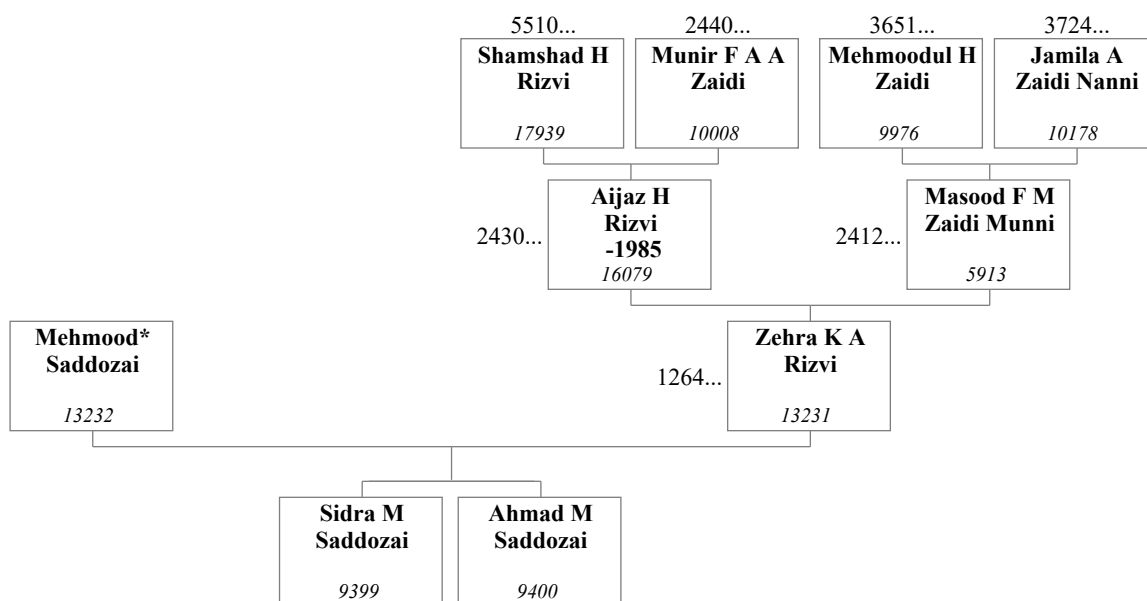 5510... 2440... 3651... 3724...
Shamshad H
Rizvi
17939
Munir F A A
Zaidi
10008
Mehmoodul H
Zaidi
9976
Jamila A
Zaidi Nanni
10178
2430...
Aijaz H
Rizvi
-1985
16079
2412...
Masood F M
Zaidi Munni
5913
Mehmood*
Saddozai
13232
1264...
Zehra K A
Rizvi
13231
Sidra M
Saddozai
9399
Ahmad M
Saddozai
9400